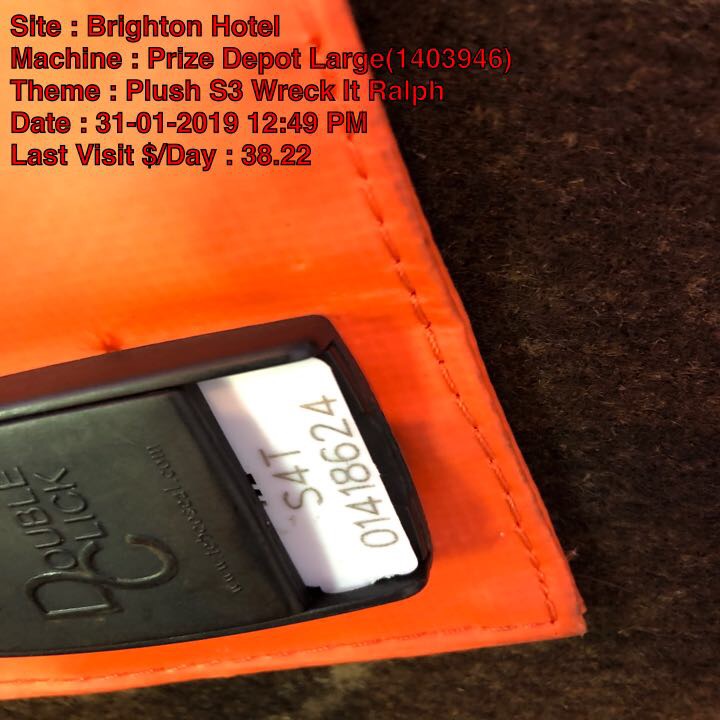 Site : Brighton Hotel
Machine : Prize Depot Large(1403946)
Theme : Plush S3 Wreck It Ralph
Date : 31-01-2019 12:49 PM
Last Visit $/Day : 38.22
S4T
01418624
DOUBLE
CLICK